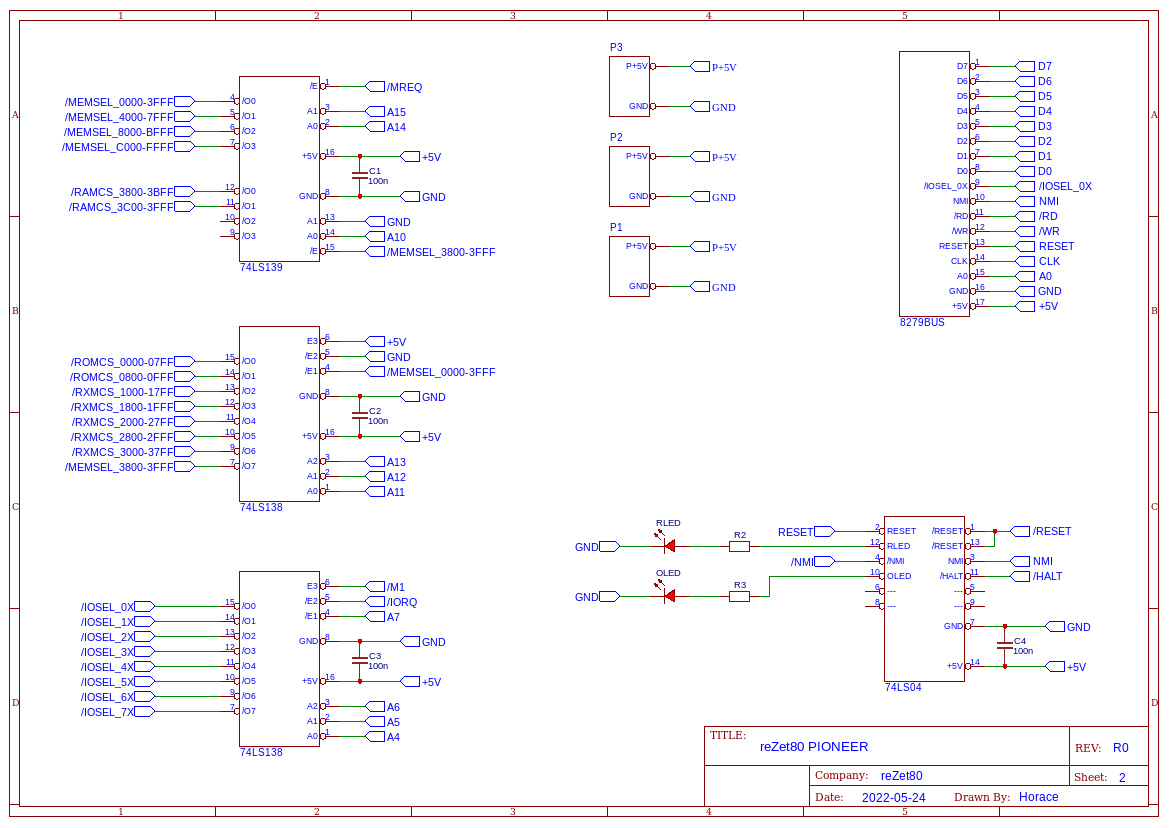 1 2 3 4 5
A A
B B
C C
D D
/E 1 /MREQ
/MEMSEL_0000-3FFF 4 /O0
/MEMSEL_4000-7FFF 5 /O1 A1 3 A15
/MEMSEL_8000-BFFF 6 /O2 A0 2 A14
/MEMSEL_C000-FFFF 7 /O3
+5V 16 +5V
C1
100n
/RAMCS_3800-3BFF 12 /O0 GND 8 GND
/RAMCS_3C00-3FFF 11 /O1
10 /O2 A1 13 GND
9 /O3 A0 14 A10
/E 15 /MEMSEL_3800-3FFF
74LS139
E3 6 +5V
/E2 5 GND
/ROMCS_0000-07FF 15 /O0
/ROMCS_0800-0FFF 14 /O1 /E1 4 /MEMSEL_0000-3FFF
/RXMCS_1000-17FF 13 /O2 GND 8 GND
/RXMCS_1800-1FFF 12 /O3 C2
/RXMCS_2000-27FF 11 /O4 100n
/RXMCS_2800-2FFF 10 /O5 +5V 16 +5V
/RXMCS_3000-37FF 9 /O6
/MEMSEL_3800-3FFF 7 /O7 A2 3 A13
A1 2 A12
A0 1 A11
74LS138
E3 6 /M1
/IOSEL_0X 15 /O0 /E2 5 /IORQ
/IOSEL_1X 14 /O1 /E1 4 A7
/IOSEL_2X 13 /O2 GND 8 GND
/IOSEL_3X 12 /O3 C3
/IOSEL_4X 11 /O4 100n
/IOSEL_5X 10 /O5 +5V 16 +5V
/IOSEL_6X 9 /O6
/IOSEL_7X 7 /O7 A2 3 A6
A1 2 A5
A0 1 A4
74LS138
P3
P+5V P+5V
GND GND
P2
P+5V P+5V
GND GND
P1
P+5V P+5V
GND GND
D7 1 D7
D6 2 D6
D5 3 D5
D4 4 D4
D3 5 D3
D2 6 D2
D1 7 D1
D0 8 D0
/IOSEL_0X 9 /IOSEL_0X
NMI 10 NMI
/RD 11 /RD
/WR 12 /WR
RESET 13 RESET
CLK 14 CLK
A0 15 A0
GND 16 GND
+5V 17 +5V
8279BUS
RLED
RESET 2 RESET /RESET 1 /RESET
GND R2 12 RLED /RESET 13
/NMI 4 /NMI NMI 3 NMI
OLED
10 OLED /HALT 11 /HALT
GND R3
6 --- --- 5
8 --- --- 9
GND 7 GND
C4
100n
+5V 14 +5V
74LS04
TITLE:
reZet80 PIONEER
REV: R0
Company: reZet80
Sheet: 2
Date: 2022-05-24 Drawn By: Horace
1 2 3 4 5